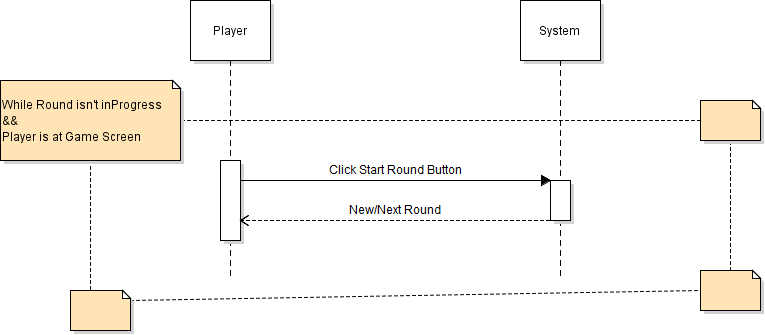 Player
System
While Round isn't inProgress
&&
Player is at Game Screen
Click Start Round Button
New/Next Round